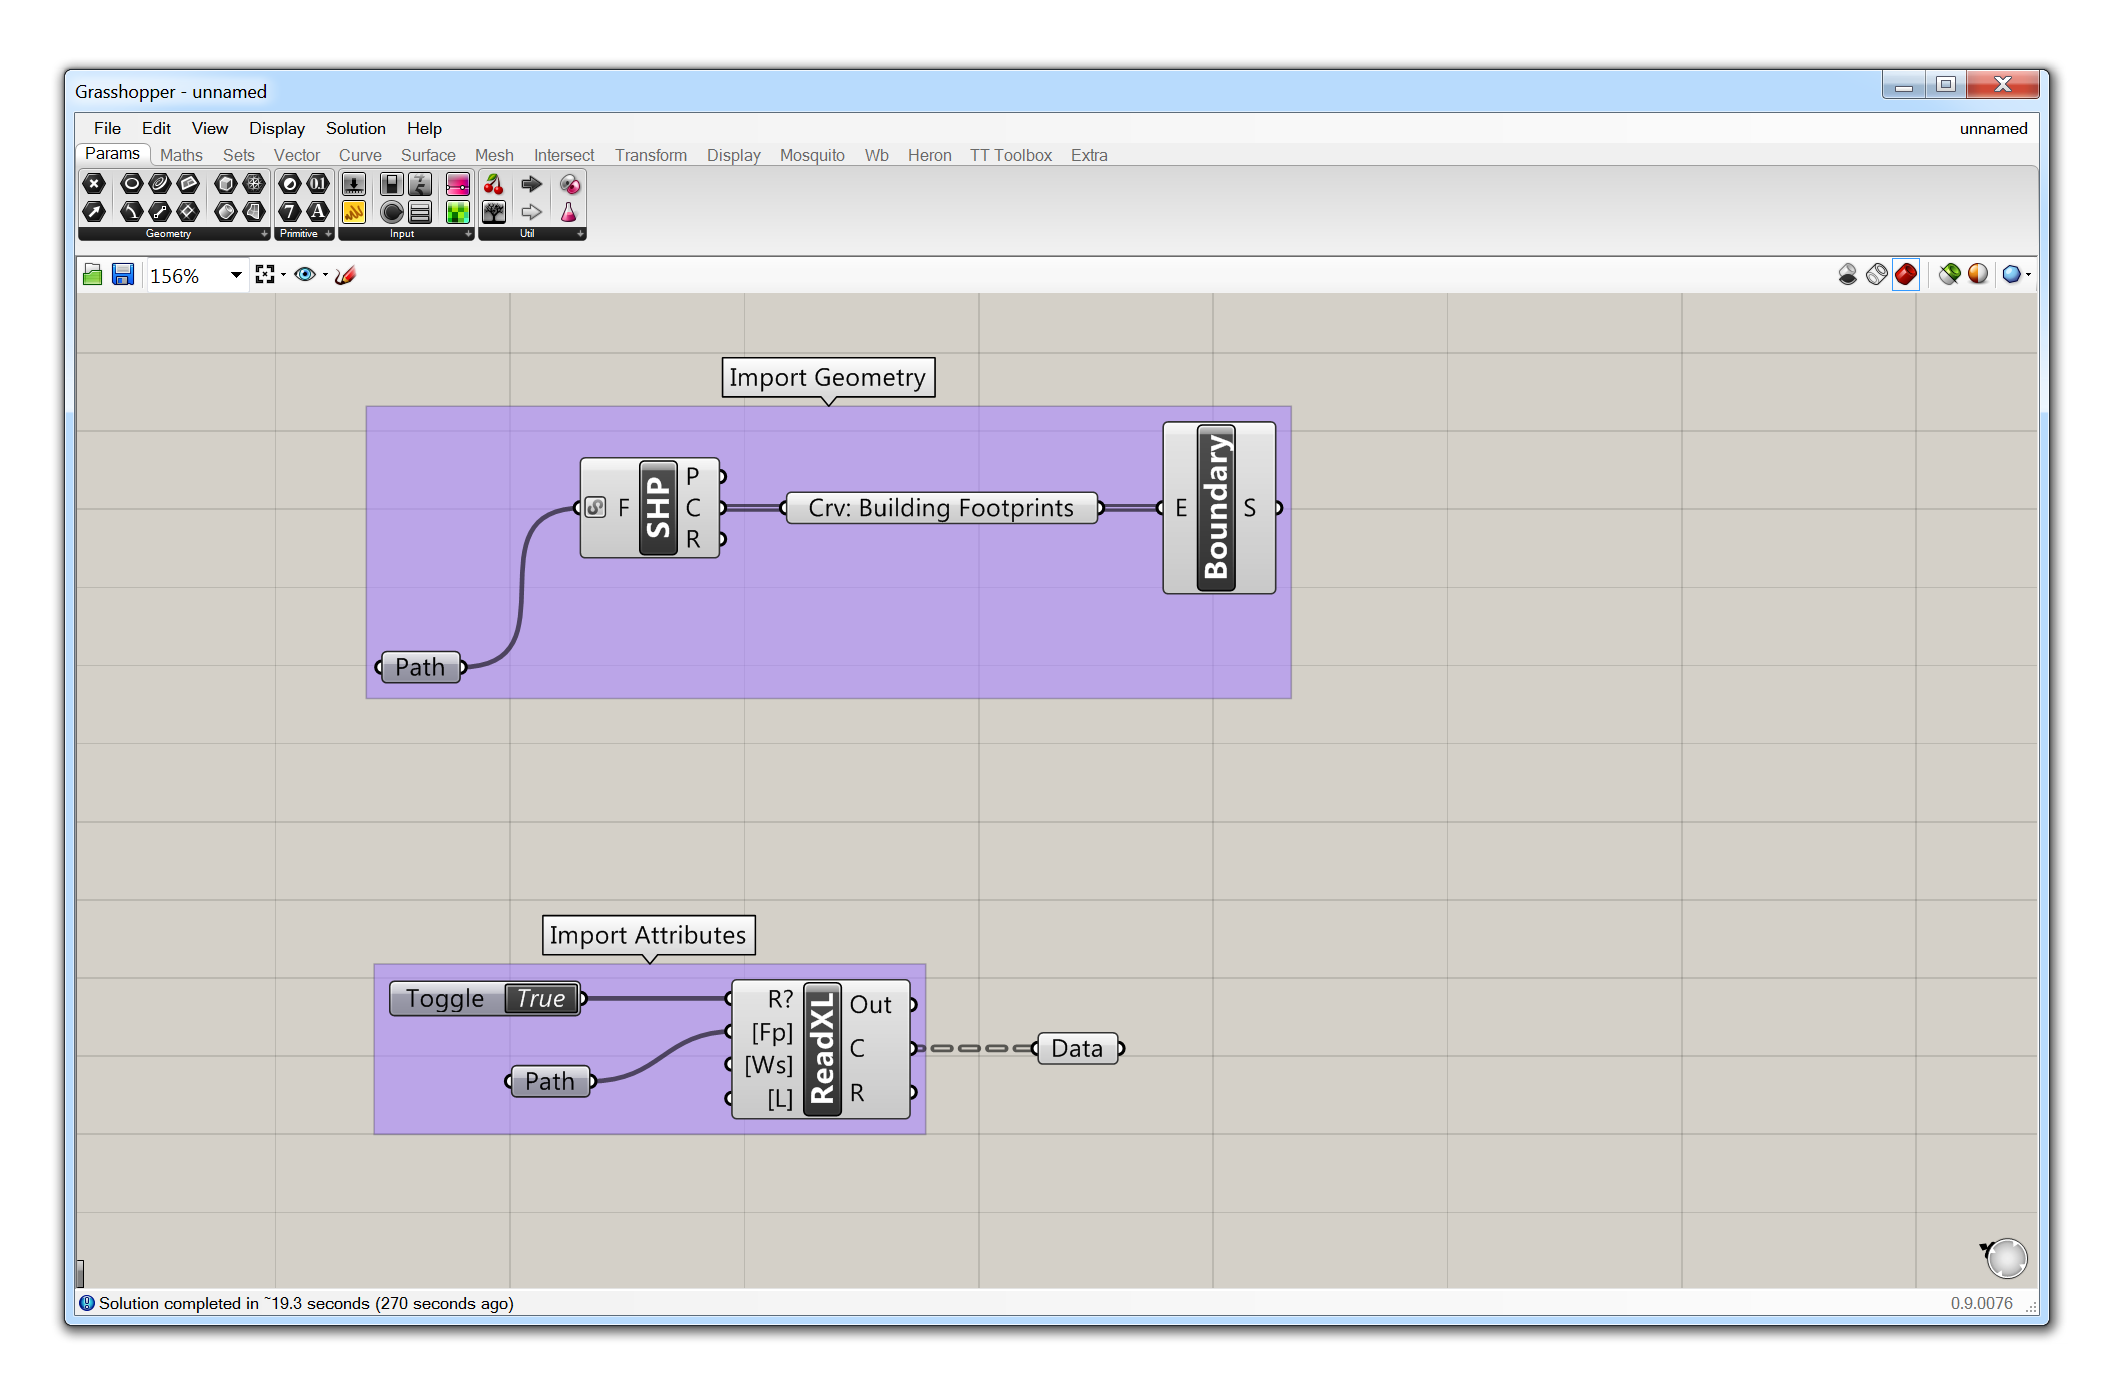 Grasshopper - unnamed
File Edit View Display Solution Help unnamed
Params Maths Sets Vector Curve Surface Mesh Intersect Transform Display Mosquito Wb Heron TT Toolbox Extra
0.1
7 A
Geometry Primitive Input Util
156%
Import Geometry
SHP
P
F C
R
Crv: Building Footprints
E Boundary S
Path
Import Attributes
Toggle True
Path
R?
[Fp]
[Ws]
[L]
ReadXL
Out
C
R
Data
Solution completed in ~19.3 seconds (270 seconds ago) 0.9.0076